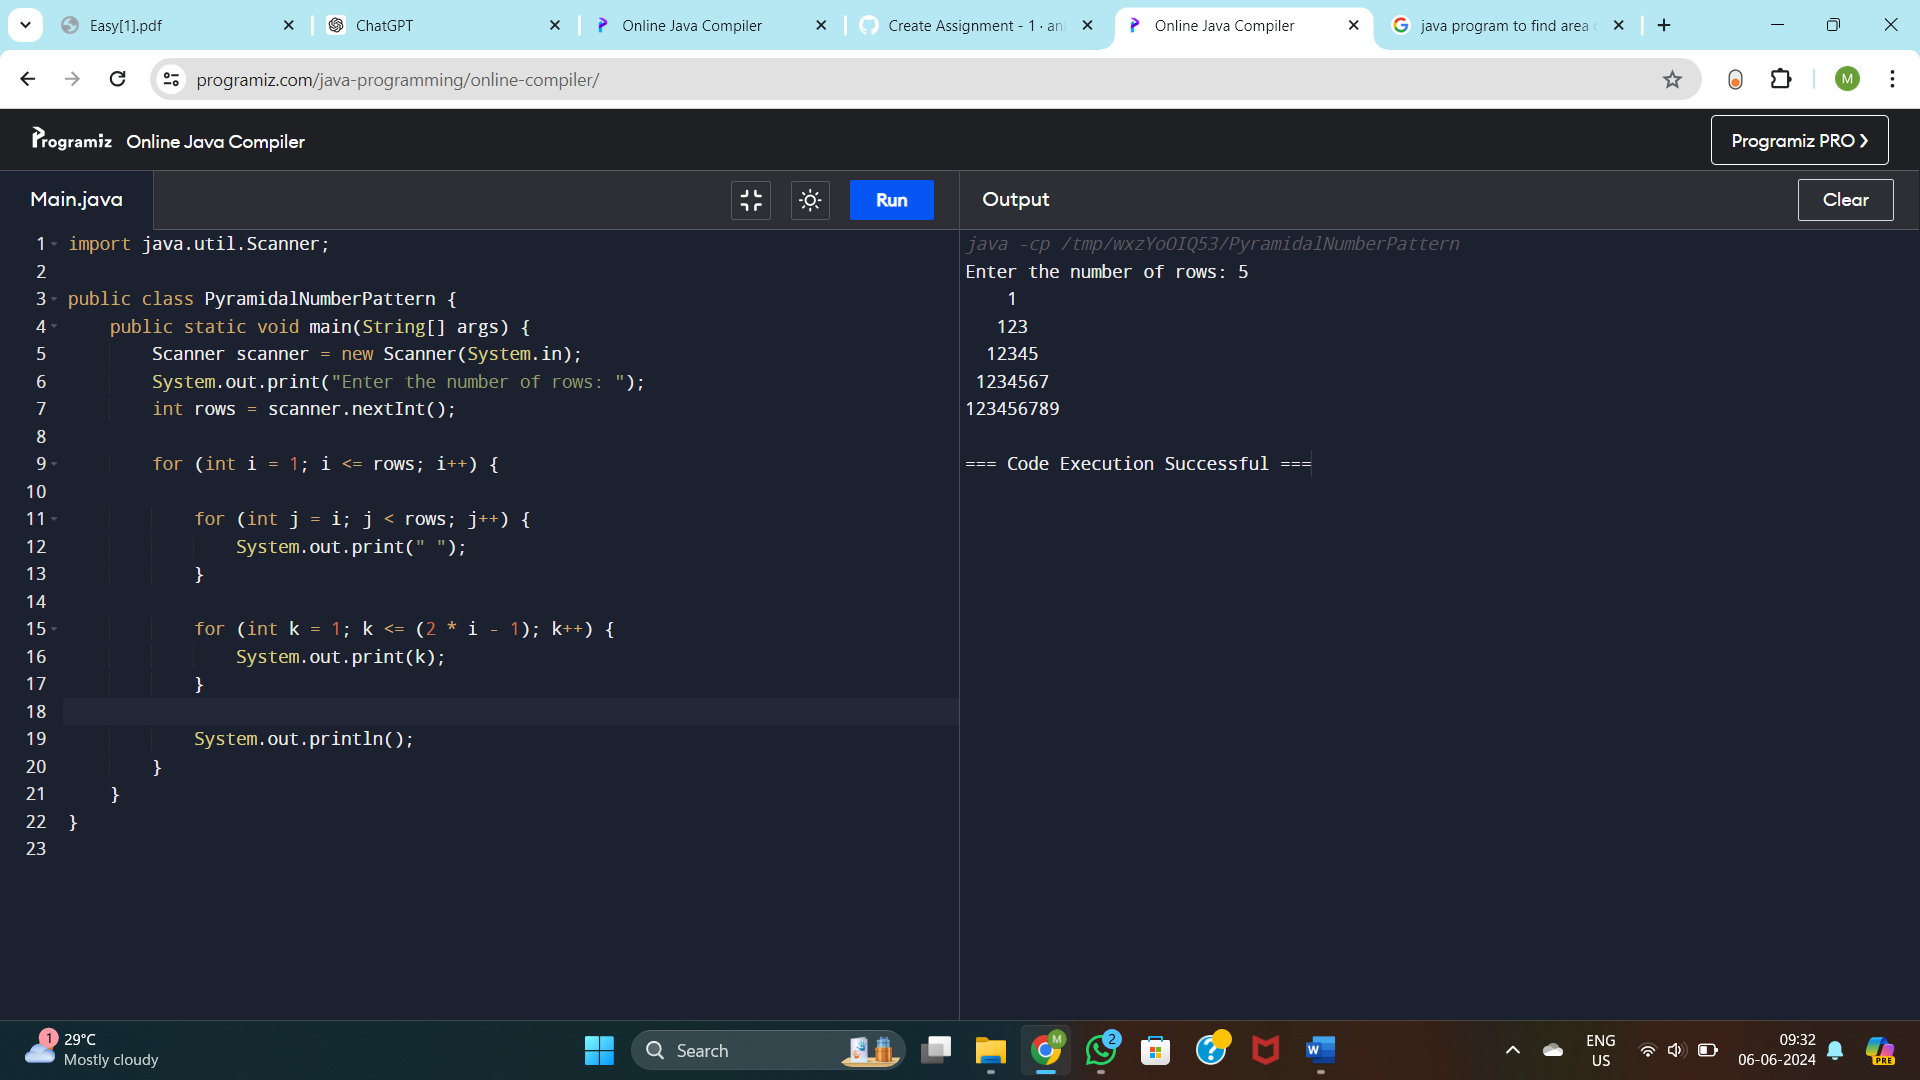 Easy[1].pdf
ChatGPT
Online Java Compiler
Create Assignment - 1 · an
Online Java Compiler
java program to find area
programiz.com/java-programming/online-compiler/
M
Programiz Online Java Compiler
Programiz PRO ❯
Main.java
Run
Output
Clear
1 import java.util.Scanner;
2
3 public class PyramidalNumberPattern {
4     public static void main(String[] args) {
5         Scanner scanner = new Scanner(System.in);
6         System.out.print("Enter the number of rows: ");
7         int rows = scanner.nextInt();
8
9         for (int i = 1; i <= rows; i++) {
10
11             for (int j = i; j < rows; j++) {
12                 System.out.print(" ");
13             }
14
15             for (int k = 1; k <= (2 * i - 1); k++) {
16                 System.out.print(k);
17             }
18
19             System.out.println();
20         }
21     }
22 }
23
java -cp /tmp/wxzYoOIQ53/PyramidalNumberPattern
Enter the number of rows: 5
    1
   123
  12345
 1234567
123456789
=== Code Execution Successful ===
1
29°C
Mostly cloudy
Search
M
2
W
ENG
US
09:32
06-06-2024
PRE